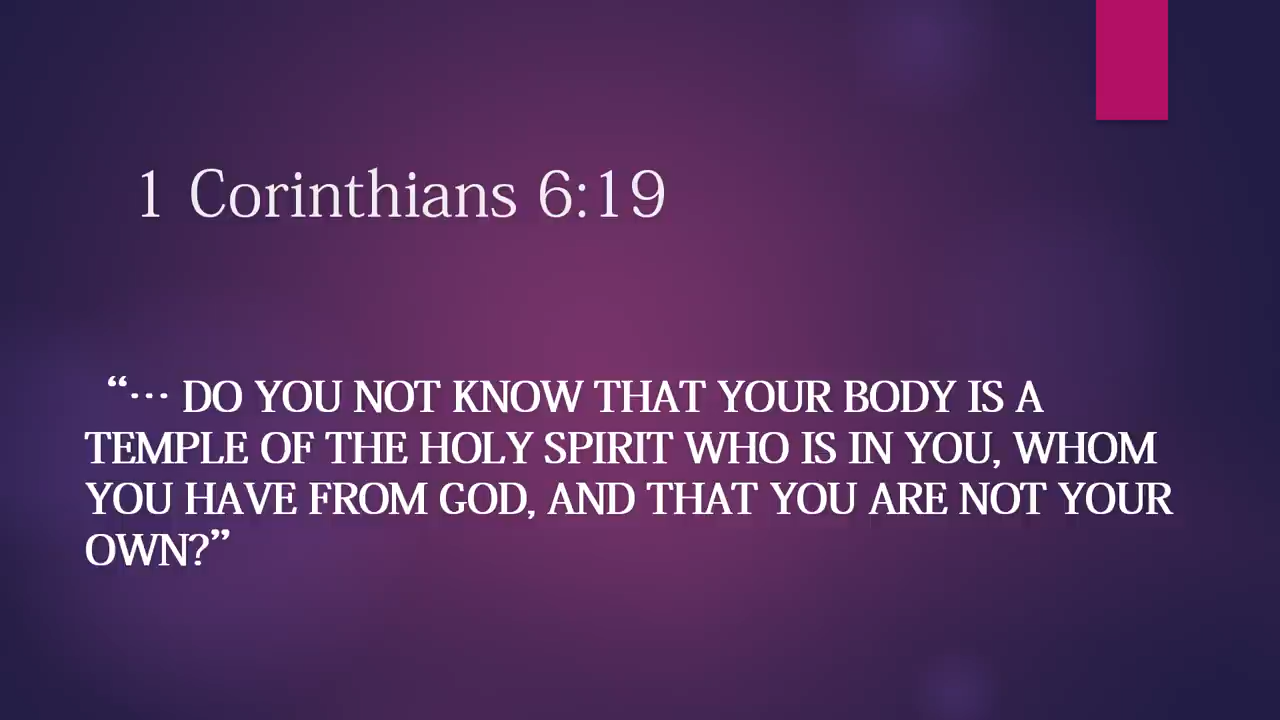 1 Corinthians 6:19
“… DO YOU NOT KNOW THAT YOUR BODY IS A
TEMPLE OF THE HOLY SPIRIT WHO IS IN YOU, WHOM
YOU HAVE FROM GOD, AND THAT YOU ARE NOT YOUR
OWN?”